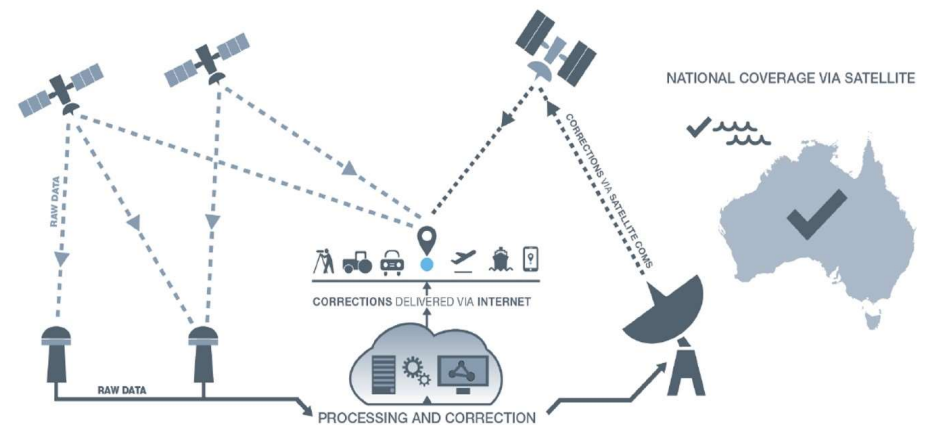 NATIONAL COVERAGE VIA SATELLITE
RAW DATA
CORRECTIONS VIA SATELLITE COMS
CORRECTIONS DELIVERED VIA INTERNET
RAW DATA
PROCESSING AND CORRECTION